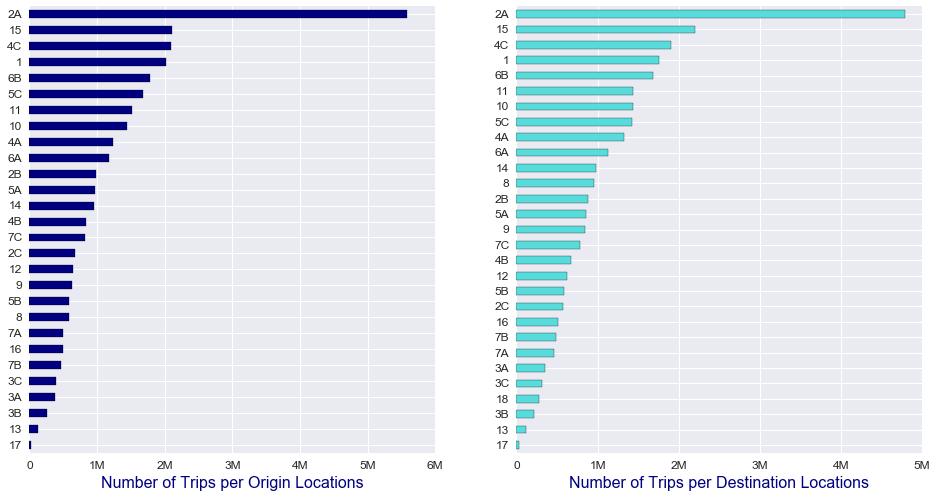 2A
15
4C
1
6B
5C
11
10
4A
6A
2B
5A
14
4B
7C
2C
12
9
5B
8
7A
16
7B
3C
3A
3B
13
17
0 1M 2M 3M 4M 5M 6M
Number of Trips per Origin Locations
2A
15
4C
1
6B
11
10
5C
4A
6A
14
8
2B
5A
9
7C
4B
12
5B
2C
16
7B
7A
3A
3C
18
3B
13
17
0 1M 2M 3M 4M 5M
Number of Trips per Destination Locations